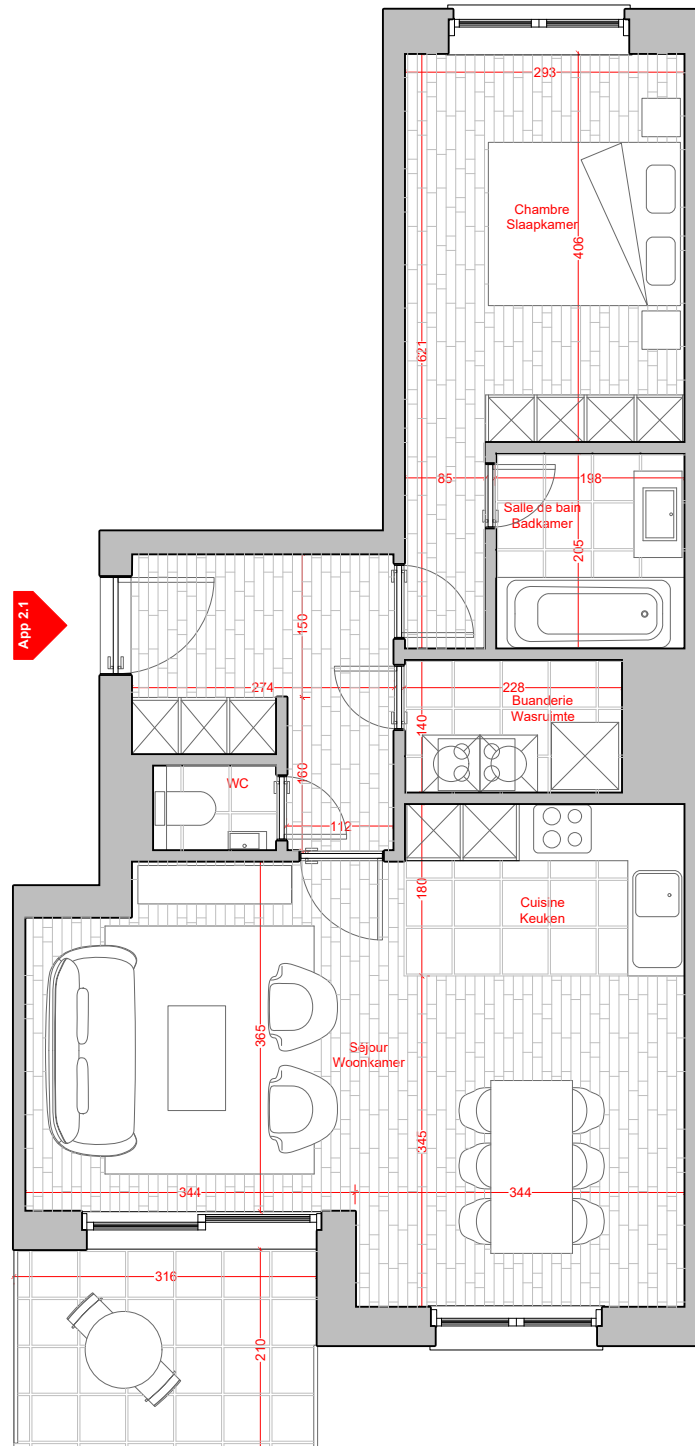 293
Chambre
Slaapkamer
406
621
85
198
Salle de bain
Badkamer
205
App 2.1
150
274
228
Buanderie
Wasruimte
140
WC
160
112
180
Cuisine
Keuken
365
Séjour
Woonkamer
345
344
344
316
210